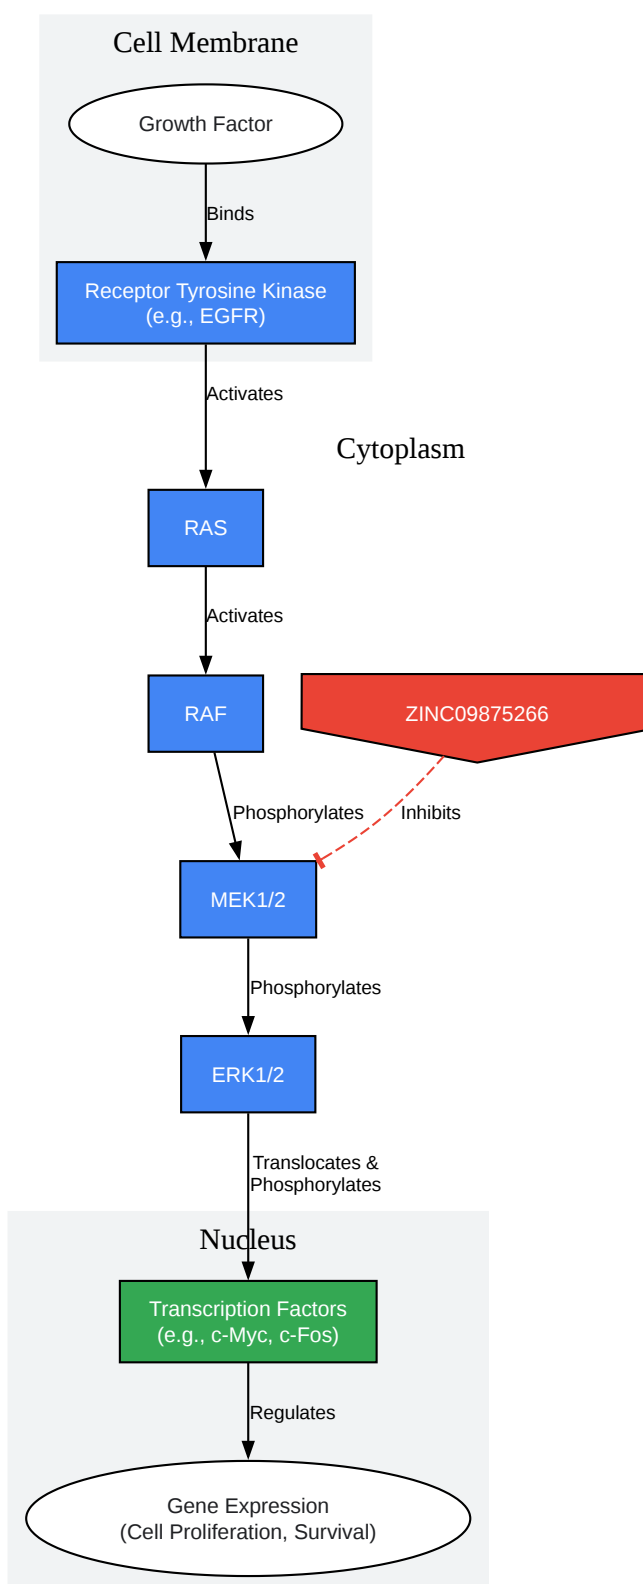 Cell Membrane
Growth Factor
Binds
Receptor Tyrosine Kinase
(e.g., EGFR)
Activates
Cytoplasm
RAS
Activates
RAF
ZINC09875266
Phosphorylates
Inhibits
MEK1/2
Phosphorylates
ERK1/2
Translocates &
Phosphorylates
Nucleus
Transcription Factors
(e.g., c-Myc, c-Fos)
Regulates
Gene Expression
(Cell Proliferation, Survival)